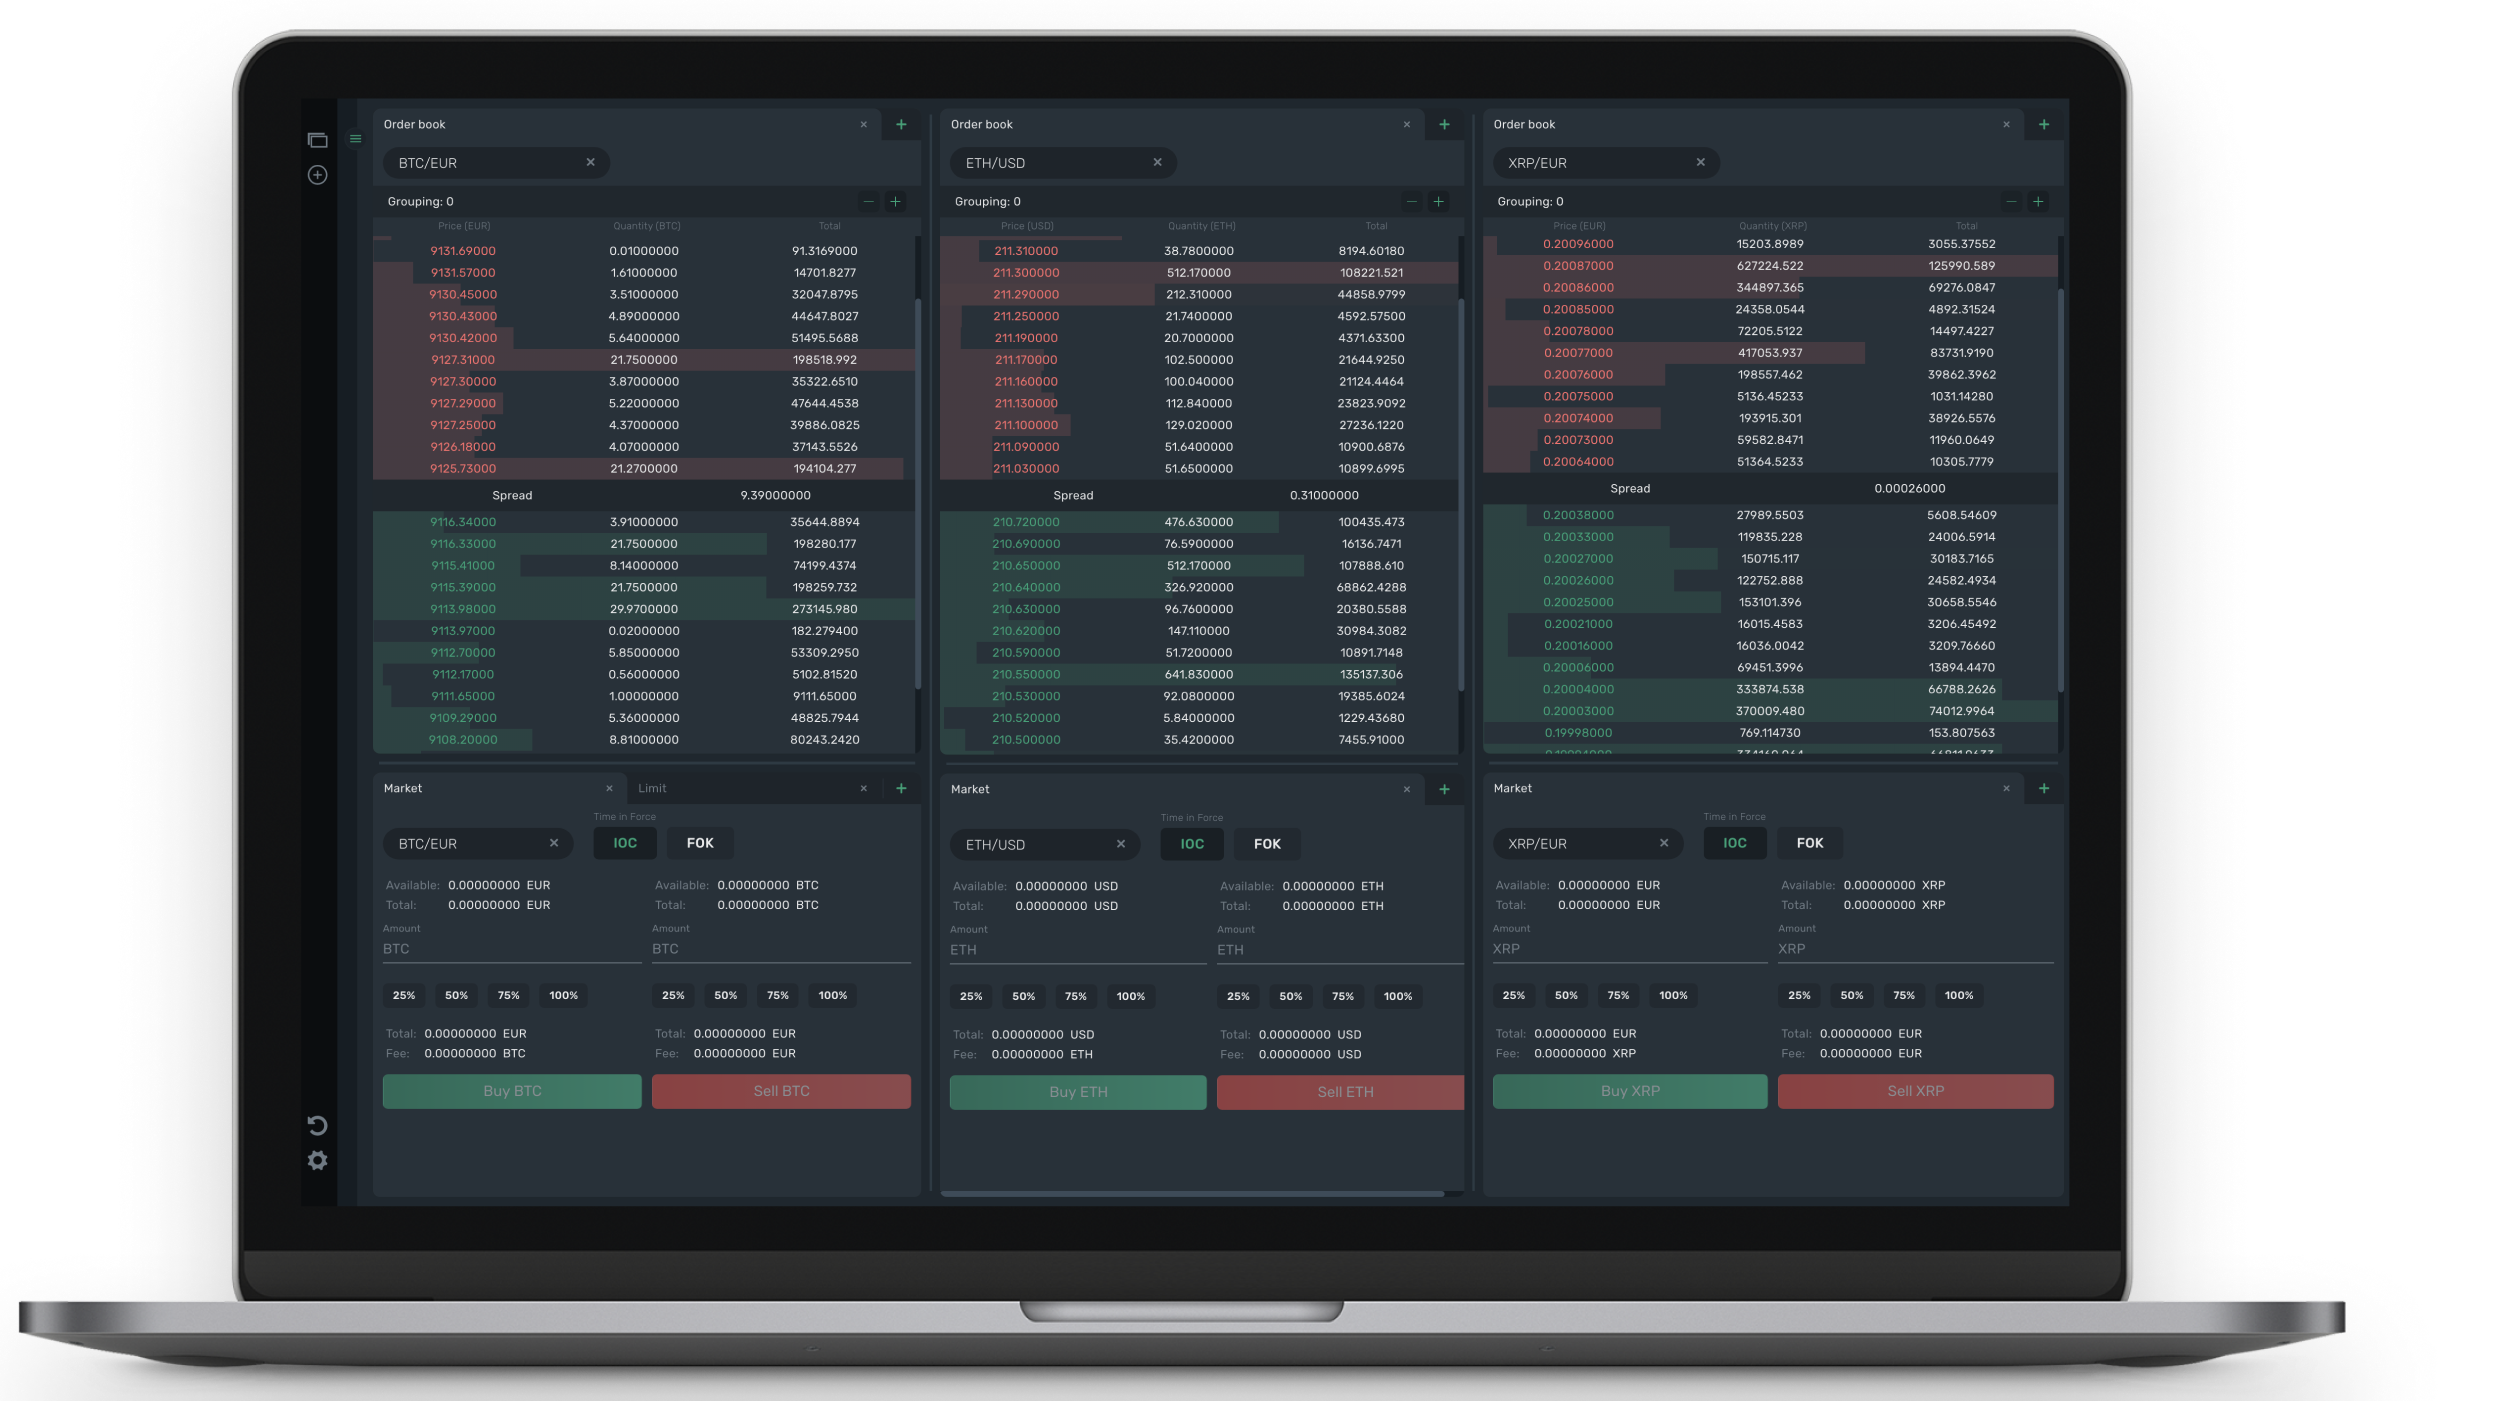 Order book
BTC/EUR
Grouping: 0
Price (EUR) Quantity (BTC) Total
9131.69000 0.01000000 91.3169000
9131.57000 1.61000000 14701.8277
9130.45000 3.51000000 32047.8795
9130.43000 4.89000000 44647.8027
9130.42000 5.64000000 51495.5688
9127.31000 21.7500000 198518.992
9127.30000 3.87000000 35322.6510
9127.29000 5.22000000 47644.4538
9127.25000 4.37000000 39886.0825
9126.18000 4.07000000 37143.5526
9125.73000 21.2700000 194104.277
Spread 9.39000000
9116.34000 3.91000000 35644.8894
9116.33000 21.7500000 198280.177
9115.41000 8.14000000 74199.4374
9115.39000 21.7500000 198259.732
9113.98000 29.9700000 273145.980
9113.97000 0.02000000 182.279400
9112.70000 5.85000000 53309.2950
9112.17000 0.56000000 5102.81520
9111.65000 1.00000000 9111.65000
9109.29000 5.36000000 48825.7944
9108.20000 8.81000000 80243.2420
Market Limit
Time in Force
BTC/EUR IOC FOK
Available: 0.00000000 EUR Available: 0.00000000 BTC
Total: 0.00000000 EUR Total: 0.00000000 BTC
Amount Amount
BTC BTC
25% 50% 75% 100% 25% 50% 75% 100%
Total: 0.00000000 EUR Total: 0.00000000 EUR
Fee: 0.00000000 BTC Fee: 0.00000000 EUR
Buy BTC Sell BTC
Order book
ETH/USD
Grouping: 0
Price (USD) Quantity (ETH) Total
211.310000 38.7800000 8194.60180
211.300000 512.170000 108221.521
211.290000 212.310000 44858.9799
211.250000 21.7400000 4592.57500
211.190000 20.7000000 4371.63300
211.170000 102.500000 21644.9250
211.160000 100.040000 21124.4464
211.130000 112.840000 23823.9092
211.100000 129.020000 27236.1220
211.090000 51.6400000 10900.6876
211.030000 51.6500000 10899.6995
Spread 0.31000000
210.720000 476.630000 100435.473
210.690000 76.5900000 16136.7471
210.650000 512.170000 107888.610
210.640000 326.920000 68862.4288
210.630000 96.7600000 20380.5588
210.620000 147.110000 30984.3082
210.590000 51.7200000 10891.7148
210.550000 641.830000 135137.306
210.530000 92.0800000 19385.6024
210.520000 5.84000000 1229.43680
210.500000 35.4200000 7455.91000
Market
Time in Force
ETH/USD IOC FOK
Available: 0.00000000 USD Available: 0.00000000 ETH
Total: 0.00000000 USD Total: 0.00000000 ETH
Amount Amount
ETH ETH
25% 50% 75% 100% 25% 50% 75% 100%
Total: 0.00000000 USD Total: 0.00000000 USD
Fee: 0.00000000 ETH Fee: 0.00000000 USD
Buy ETH Sell ETH
Order book
XRP/EUR
Grouping: 0
Price (EUR) Quantity (XRP) Total
0.20096000 15203.8989 3055.37552
0.20087000 627224.522 125990.589
0.20086000 344897.365 69276.0847
0.20085000 24358.0544 4892.31524
0.20078000 72205.5122 14497.4227
0.20077000 417053.937 83731.9190
0.20076000 198557.462 39862.3962
0.20075000 5136.45233 1031.14280
0.20074000 193915.301 38926.5576
0.20073000 59582.8471 11960.0649
0.20064000 51364.5233 10305.7779
Spread 0.00026000
0.20038000 27989.5503 5608.54609
0.20033000 119835.228 24006.5914
0.20027000 150715.117 30183.7165
0.20026000 122752.888 24582.4934
0.20025000 153101.396 30658.5546
0.20021000 16015.4583 3206.45492
0.20016000 16036.0042 3209.76660
0.20006000 69451.3996 13894.4470
0.20004000 333874.538 66788.2626
0.20003000 370009.480 74012.9964
0.19998000 769.114730 153.807563
Market
Time in Force
XRP/EUR IOC FOK
Available: 0.00000000 EUR Available: 0.00000000 XRP
Total: 0.00000000 EUR Total: 0.00000000 XRP
Amount Amount
XRP XRP
25% 50% 75% 100% 25% 50% 75% 100%
Total: 0.00000000 EUR Total: 0.00000000 EUR
Fee: 0.00000000 XRP Fee: 0.00000000 EUR
Buy XRP Sell XRP